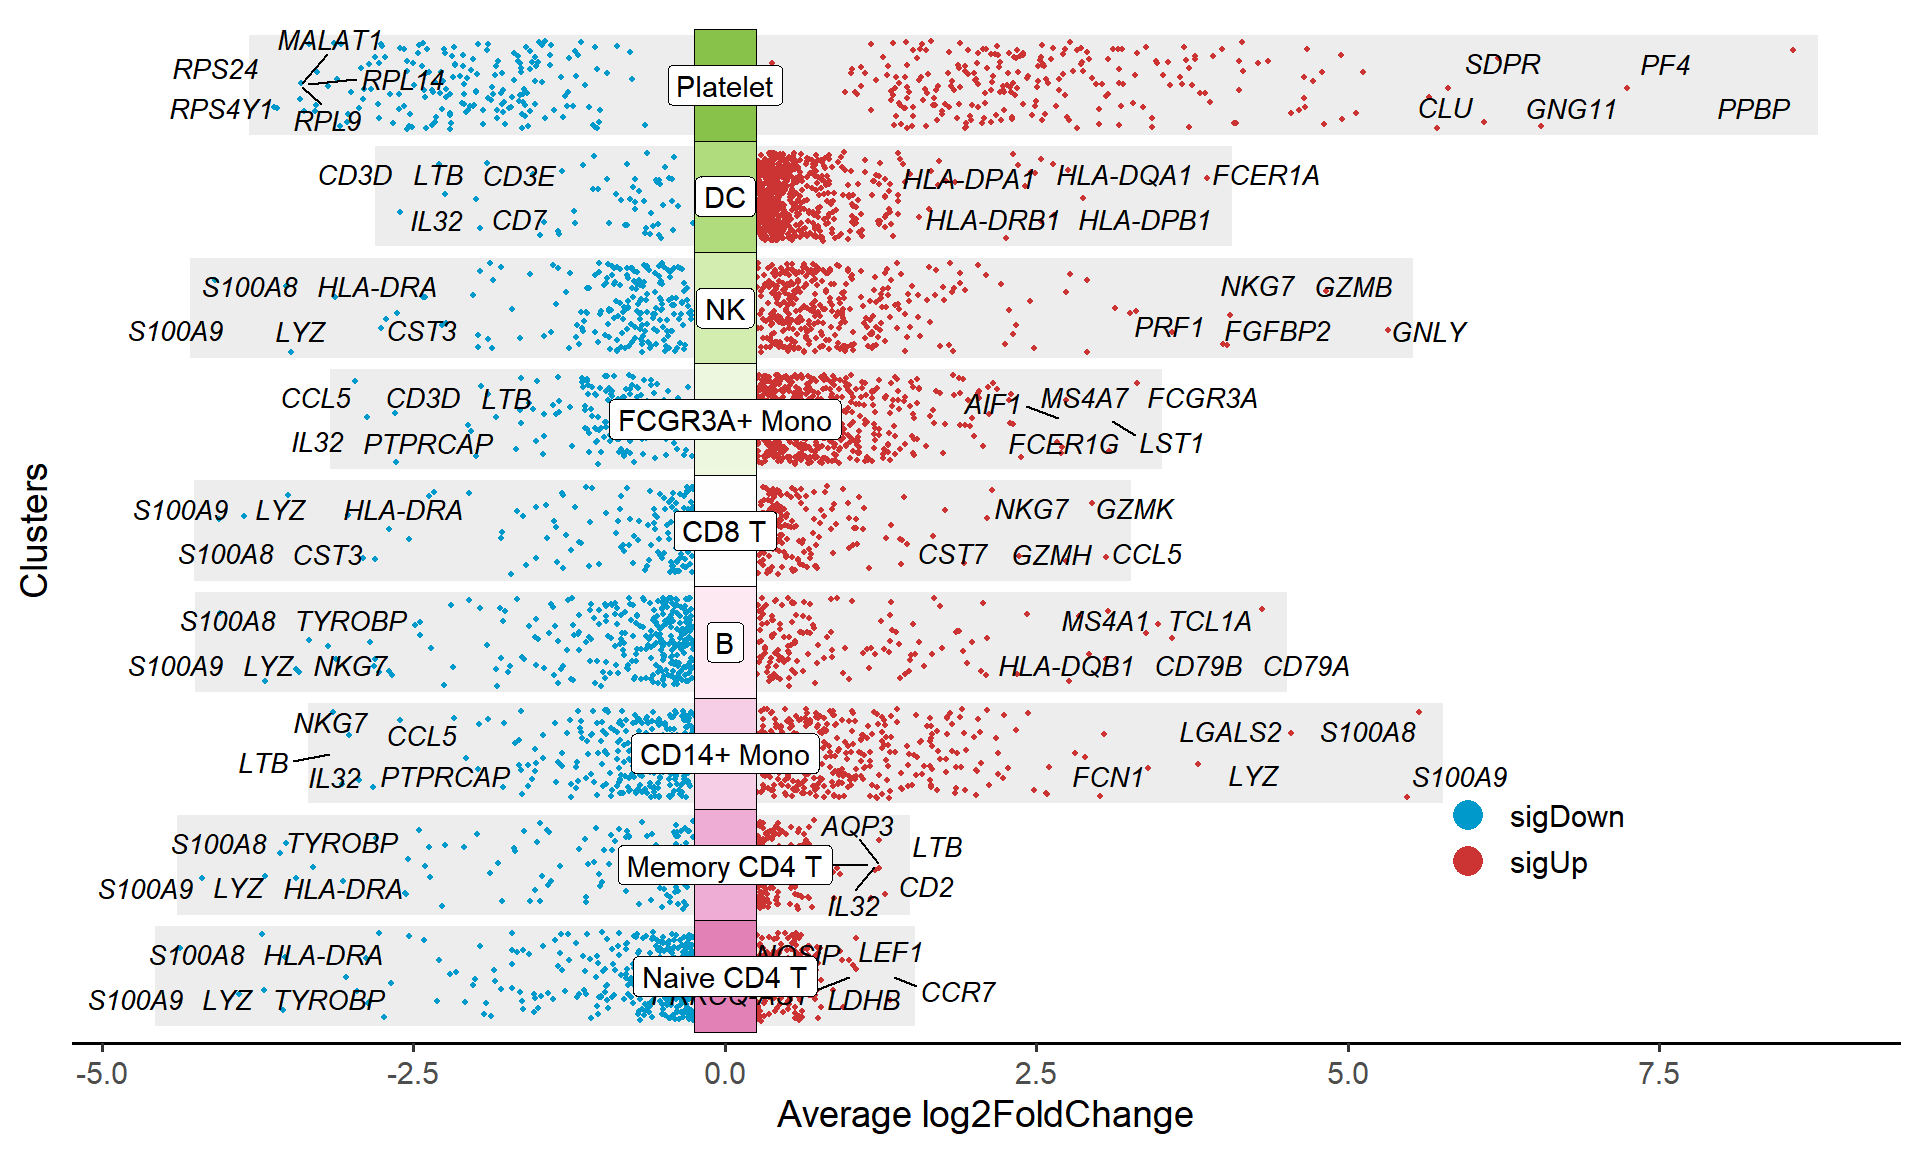 MALAT1
RPS24
RPL14
RPS4Y1
RPL9
Platelet
SDPR
PF4
CLU
GNG11
PPBP
CD3D
LTB
CD3E
IL32
CD7
DC
HLA-DPA1
HLA-DQA1
FCER1A
HLA-DRB1
HLA-DPB1
S100A8
HLA-DRA
S100A9
LYZ
CST3
NK
NKG7
GZMB
PRF1
FGFBP2
GNLY
CCL5
CD3D
LTB
IL32
PTPRCAP
FCGR3A+ Mono
AIF1
MS4A7
FCGR3A
FCER1G
LST1
S100A9
LYZ
HLA-DRA
S100A8
CST3
CD8 T
NKG7
GZMK
CST7
GZMH
CCL5
S100A8
TYROBP
S100A9
LYZ
NKG7
B
MS4A1
TCL1A
HLA-DQB1
CD79B
CD79A
NKG7
CCL5
LTB
IL32
PTPRCAP
CD14+ Mono
LGALS2
S100A8
FCN1
LYZ
S100A9
S100A8
TYROBP
S100A9
LYZ
HLA-DRA
Memory CD4 T
AQP3
LTB
CD2
IL32
S100A8
HLA-DRA
S100A9
LYZ
TYROBP
Naive CD4 T
NOSIP
LEF1
LDHB
CCR7
sigDown
sigUp
Clusters
-5.0
-2.5
0.0
2.5
5.0
7.5
Average log2FoldChange